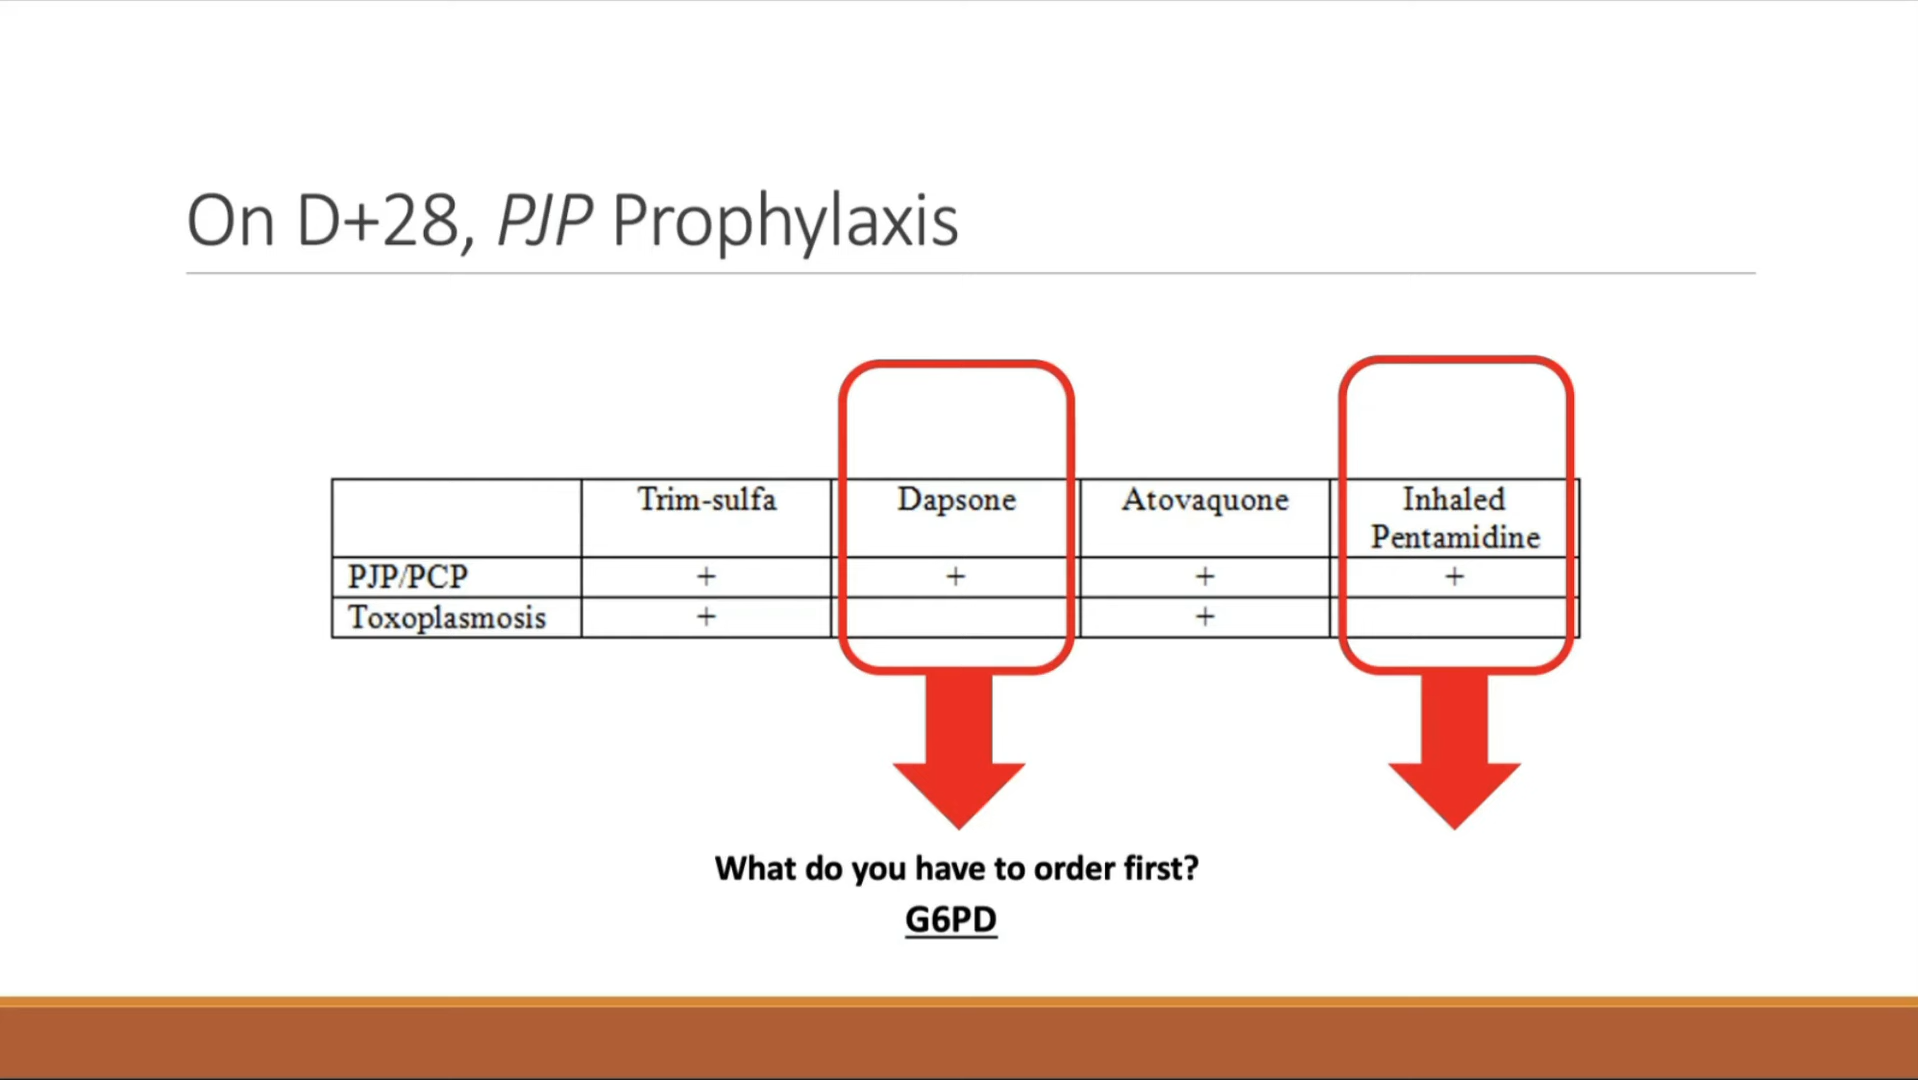 On D+28, PJP Prophylaxis
Trim-sulfa Dapsone Atovaquone Inhaled Pentamidine
PJP/PCP + + + +
Toxoplasmosis + +
What do you have to order first?
G6PD